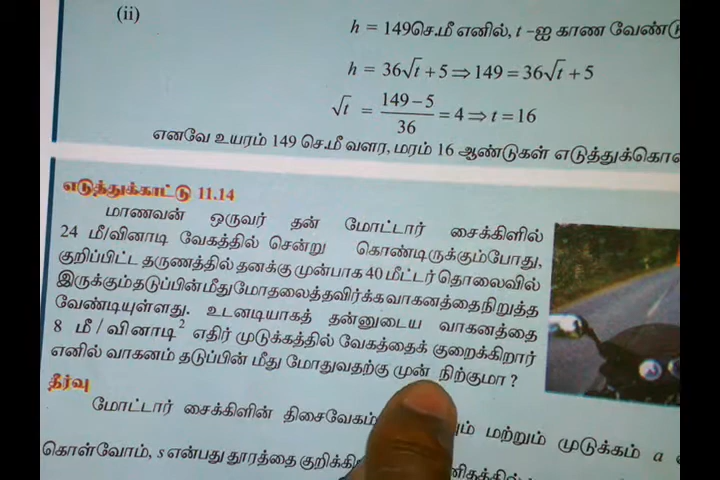 (ii)
h = 149செ.மீ எனில், t -ஐ காண
h = 36√t + 5 ⇒ 149 = 36√t + 5
√t = (149 − 5)/36 = 4 ⇒ t = 16
எனவே உயரம் 149 செ.மீ வளர, மரம் 16 ஆண்டுகள்
எடுத்துக்காட்டு 11.14
மாணவன் ஒருவர் தன் மோட்டார் சைக்கிளில்
24 மீ/வினாடி வேகத்தில் சென்று கொண்டிருக்கும்போது,
குறிப்பிட்ட தருணத்தில் தனக்கு முன்பாக 40 மீட்டர் தொலைவில்
இருக்கும் தடுப்பின் மீது மோதலைத் தவிர்க்க வாகனத்தை நிறுத்த
வேண்டியுள்ளது. உடனடியாகத் தன்னுடைய வாகனத்தை
8 மீ / வினாடி² எதிர் முடுக்கத்தில் வேகத்தைக் குறைக்கிறார்
எனில் வாகனம் தடுப்பின் மீது மோதுவதற்கு முன் நிற்குமா ?
தீர்வு
மோட்டார் சைக்கிளின் திசைவேகம் மற்றும் முடுக்கம் a
கொள்வோம், s என்பது தூரத்தை